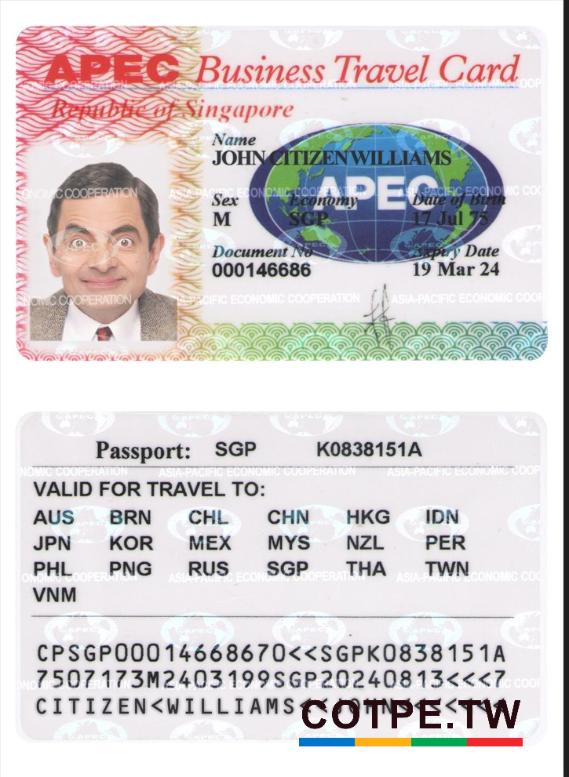 APEC Business Travel Card
Republic of Singapore
Name
JOHN CITIZEN WILLIAMS
APEC
Sex Economy Date of Birth
M SGP 17 Jul 75
Document No Expiry Date
000146686 19 Mar 24
ASIA-PACIFIC ECONOMIC COOPERATION
Passport: SGP K0838151A
VALID FOR TRAVEL TO:
AUS BRN CHL CHN HKG IDN
JPN KOR MEX MYS NZL PER
PHL PNG RUS SGP THA TWN
VNM
CPSGP00014668670<<SGPK0838151A
7507173M2403199SGP20240813<<<7
CITIZEN<WILLIAMS
COTPE.TW